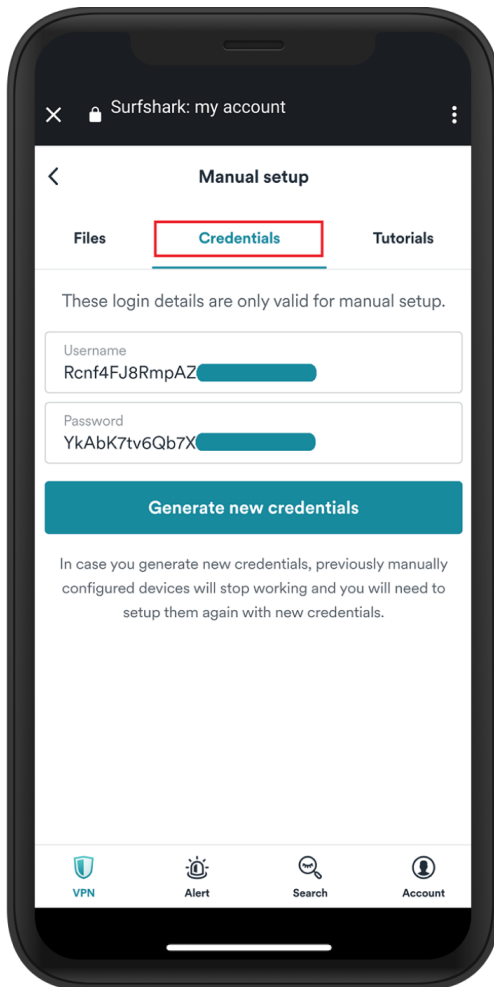 Surfshark: my account
Manual setup
Files Credentials Tutorials
These login details are only valid for manual setup.
Username
Rcnf4FJ8RmpAZ
Password
YkAbK7tv6Qb7X
Generate new credentials
In case you generate new credentials, previously manually
configured devices will stop working and you will need to
setup them again with new credentials.
VPN Alert Search Account